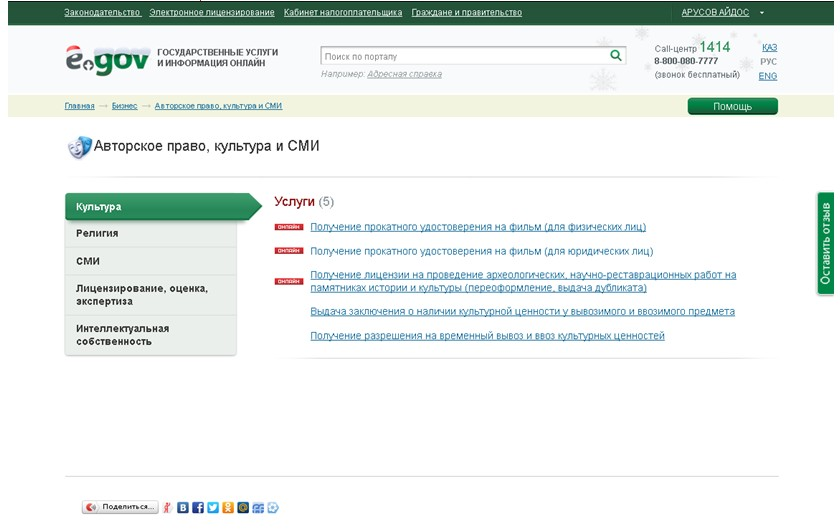 Законодательство Электронное лицензирование Кабинет налогоплательщика Граждане и правительство АРУСОВ АЙДОС
egov ГОСУДАРСТВЕННЫЕ УСЛУГИ
И ИНФОРМАЦИЯ ОНЛАЙН
Поиск по порталу
Например: Адресная справка
Call-центр 1414
8-800-080-7777
(звонок бесплатный)
ҚАЗ
РУС
ENG
Главная → Бизнес → Авторское право, культура и СМИ
Помощь
Авторское право, культура и СМИ
Культура
Религия
СМИ
Лицензирование, оценка,
экспертиза
Интеллектуальная
собственность
Услуги (5)
ОНЛАЙН Получение прокатного удостоверения на фильм (для физических лиц)
ОНЛАЙН Получение прокатного удостоверения на фильм (для юридических лиц)
ОНЛАЙН Получение лицензии на проведение археологических, научно-реставрационных работ на
памятниках истории и культуры (переоформление, выдача дубликата)
Выдача заключения о наличии культурной ценности у вывозимого и ввозимого предмета
Получение разрешения на временный вывоз и ввоз культурных ценностей
Оставить отзыв
Поделиться...